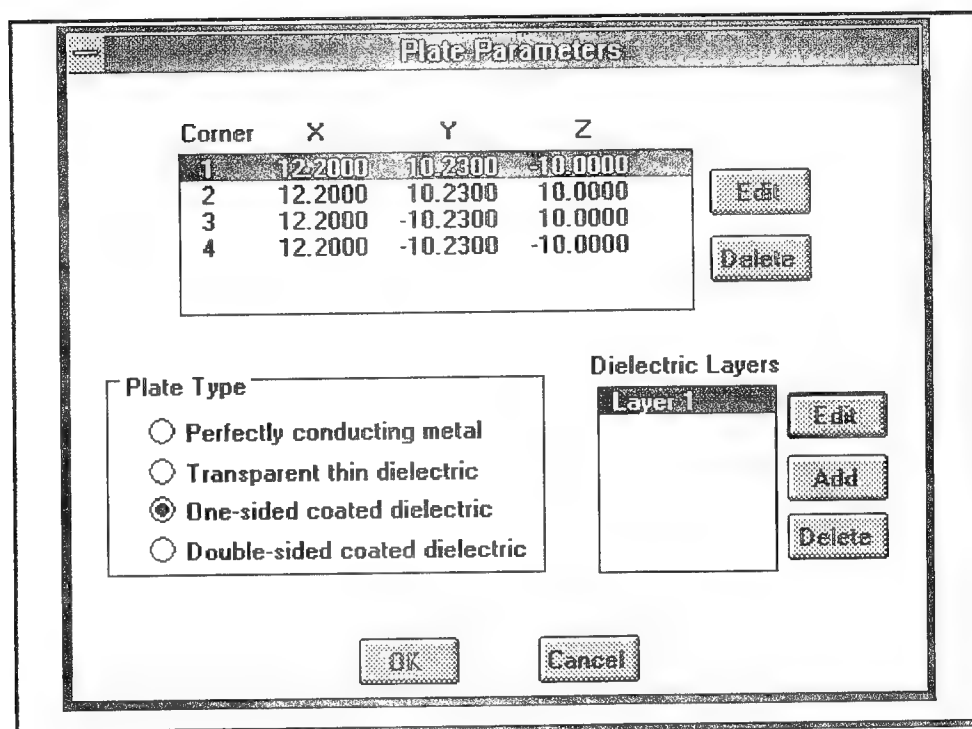 Plate Parameters
Corner X Y Z
1 12.2000 10.2300 -10.0000
2 12.2000 10.2300 10.0000
3 12.2000 -10.2300 10.0000
4 12.2000 -10.2300 -10.0000
Edit
Delete
Plate Type
Perfectly conducting metal
Transparent thin dielectric
One-sided coated dielectric
Double-sided coated dielectric
Dielectric Layers
Layer 1
Edit
Add
Delete
OK
Cancel